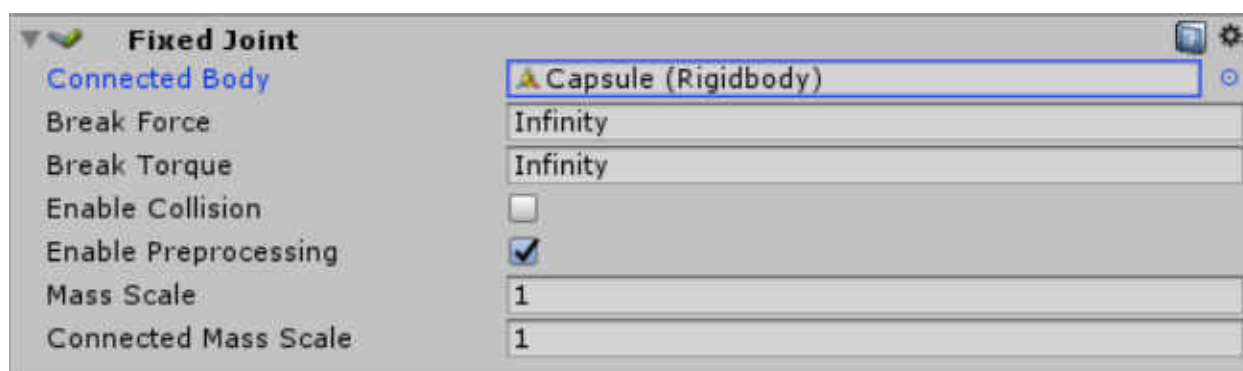 Fixed Joint
Connected Body Capsule (Rigidbody)
Break Force Infinity
Break Torque Infinity
Enable Collision
Enable Preprocessing
Mass Scale 1
Connected Mass Scale 1